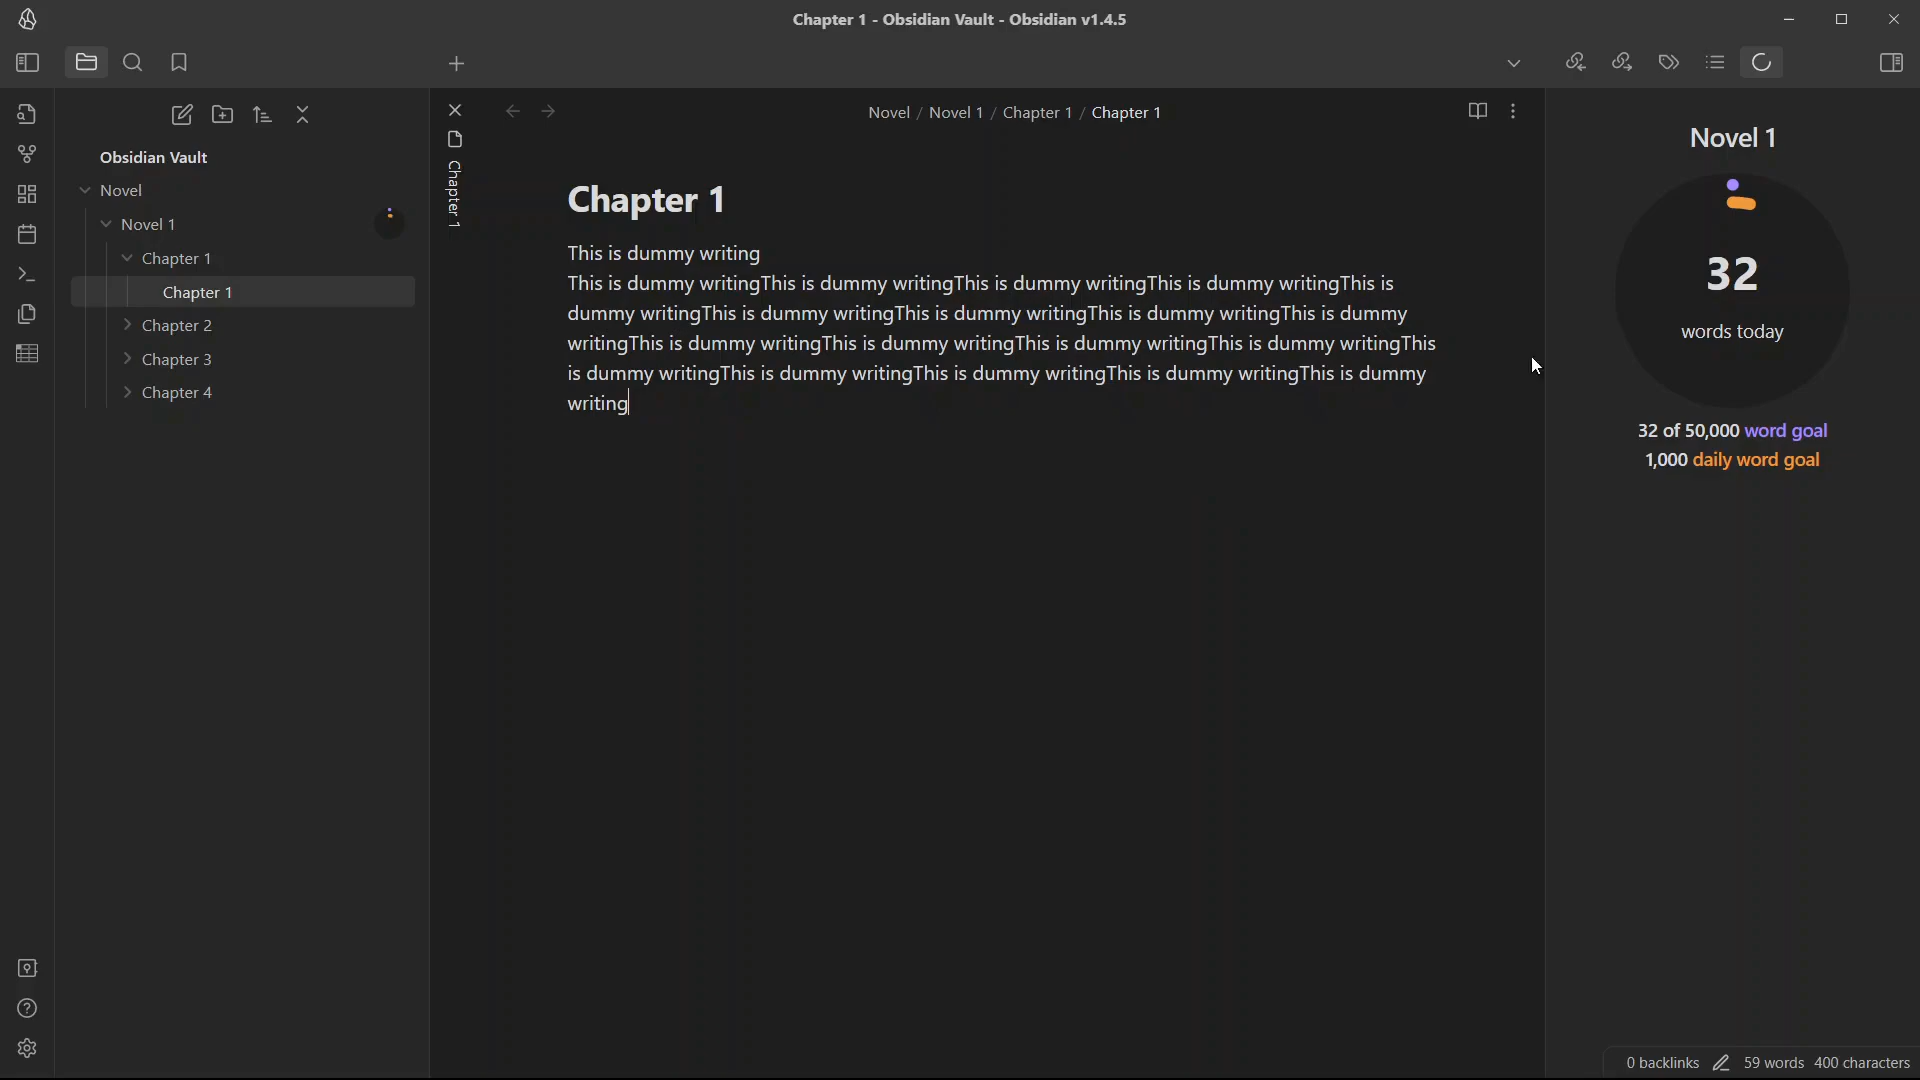 Chapter 1 - Obsidian Vault - Obsidian v1.4.5
Obsidian Vault
Novel
Novel 1
Chapter 1
Chapter 1
Chapter 2
Chapter 3
Chapter 4
Chapter 1
Novel / Novel 1 / Chapter 1 / Chapter 1
Chapter 1
This is dummy writing
This is dummy writingThis is dummy writingThis is dummy writingThis is dummy writingThis is
dummy writingThis is dummy writingThis is dummy writingThis is dummy writingThis is dummy
writingThis is dummy writingThis is dummy writingThis is dummy writingThis is dummy writingThis
is dummy writingThis is dummy writingThis is dummy writingThis is dummy writingThis is dummy
writing
Novel 1
32
words today
32 of 50,000 word goal
1,000 daily word goal
0 backlinks 59 words 400 characters